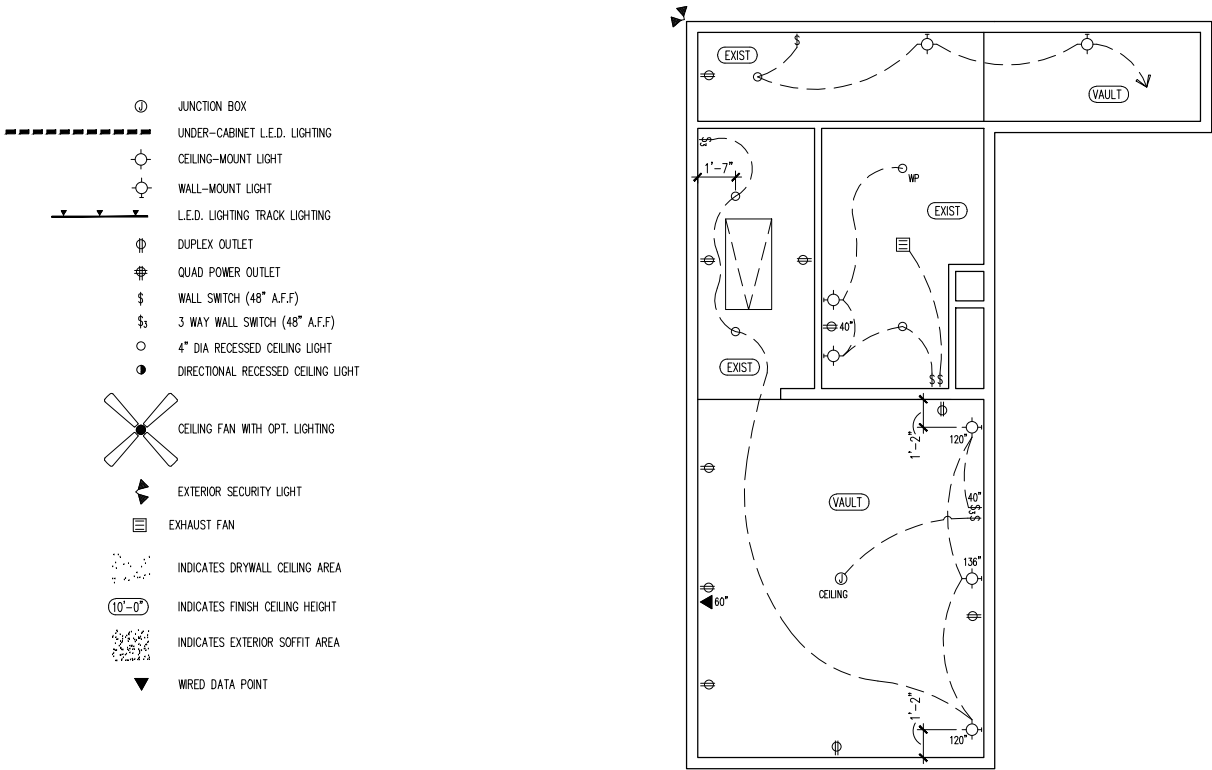 J JUNCTION BOX
UNDER-CABINET L.E.D. LIGHTING
CEILING-MOUNT LIGHT
WALL-MOUNT LIGHT
L.E.D. LIGHTING TRACK LIGHTING
DUPLEX OUTLET
QUAD POWER OUTLET
$ WALL SWITCH (48" A.F.F)
$3 3 WAY WALL SWITCH (48" A.F.F)
4" DIA RECESSED CEILING LIGHT
DIRECTIONAL RECESSED CEILING LIGHT
CEILING FAN WITH OPT. LIGHTING
EXTERIOR SECURITY LIGHT
EXHAUST FAN
INDICATES DRYWALL CEILING AREA
10'-0" INDICATES FINISH CEILING HEIGHT
INDICATES EXTERIOR SOFFIT AREA
WIRED DATA POINT
$
EXIST
VAULT
$3
1'-7"
WP
EXIST
40"
EXIST
$$
1'-2"
120"
VAULT
40"
$3
$
136"
J
CEILING
60"
1'-2"
120"